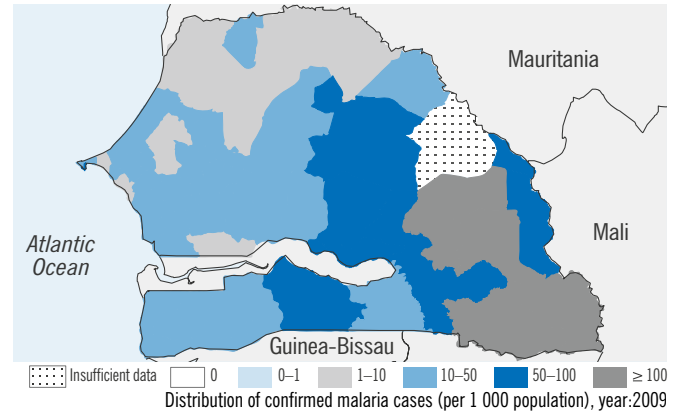 Mauritania
Mali
Atlantic
Ocean
Guinea-Bissau
Insufficient data 0 0–1 1–10 10–50 50–100 ≥ 100
Distribution of confirmed malaria cases (per 1 000 population), year:2009